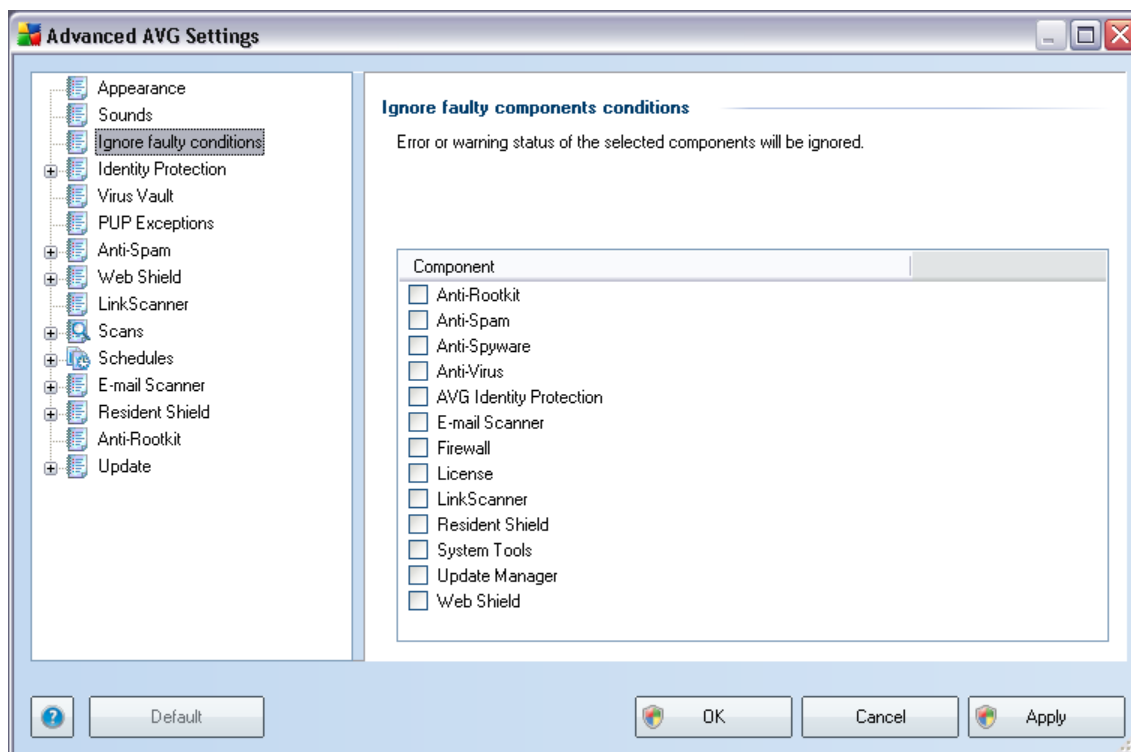 Advanced AVG Settings
Appearance
Sounds
Ignore faulty conditions
Identity Protection
Virus Vault
PUP Exceptions
Anti-Spam
Web Shield
LinkScanner
Scans
Schedules
E-mail Scanner
Resident Shield
Anti-Rootkit
Update
Ignore faulty components conditions
Error or warning status of the selected components will be ignored.
Component
Anti-Rootkit
Anti-Spam
Anti-Spyware
Anti-Virus
AVG Identity Protection
E-mail Scanner
Firewall
License
LinkScanner
Resident Shield
System Tools
Update Manager
Web Shield
Default
OK
Cancel
Apply